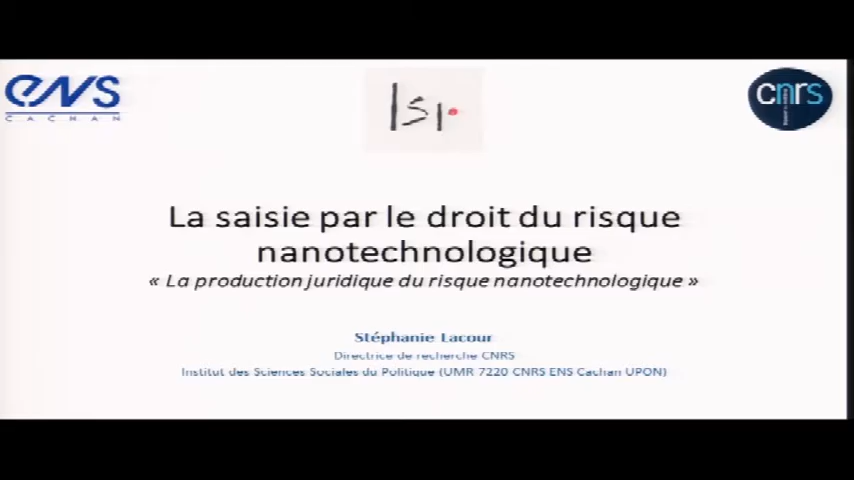 ens
CACHAN
ISP
cnrs
La saisie par le droit du risque
nanotechnologique
« La production juridique du risque nanotechnologique »
Stéphanie Lacour
Directrice de recherche CNRS
Institut des Sciences Sociales du Politique (UMR 7220 CNRS ENS Cachan UPON)